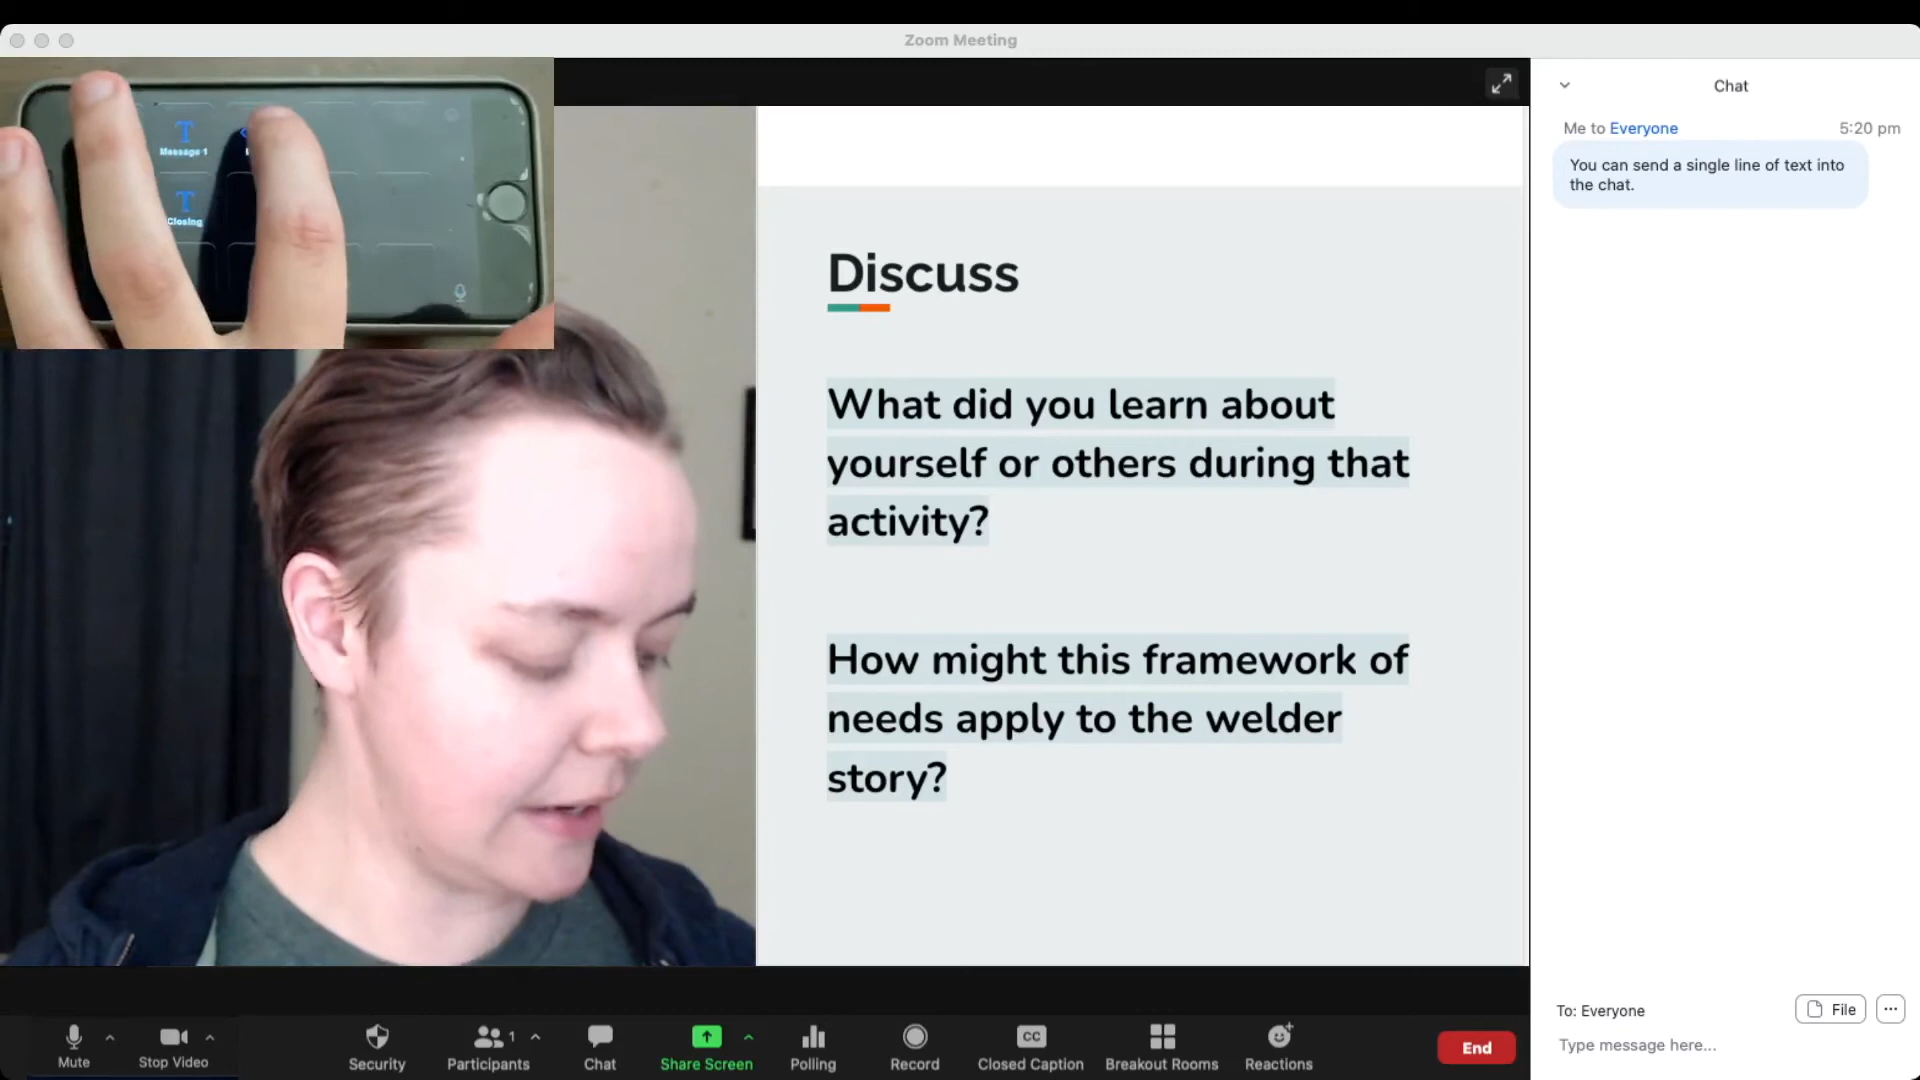 Zoom Meeting
Message 1
Closing
Discuss
What did you learn about
yourself or others during that
activity?
How might this framework of
needs apply to the welder
story?
Chat
Me to Everyone 5:20 pm
You can send a single line of text into
the chat.
To: Everyone
File
Type message here...
Mute
Stop Video
Security
Participants 1
Chat
Share Screen
Polling
Record
CC
Closed Caption
Breakout Rooms
Reactions
End